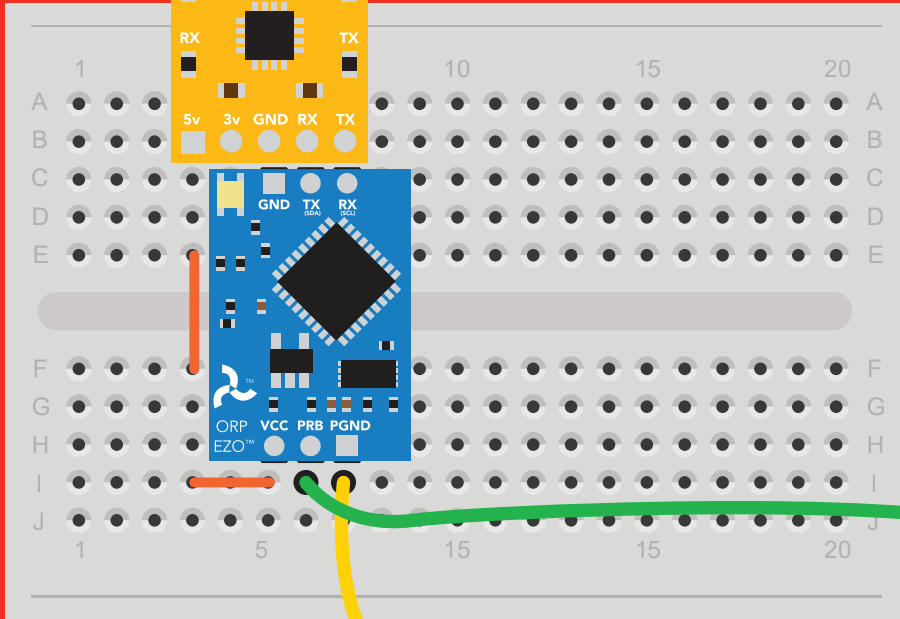 RX TX
1 10 15 20
A A
5v 3v GND RX TX
B B
C C
GND TX RX
(SDA) (SCL)
D D
E E
F F
TM
G G
ORP VCC PRB PGND
EZO™
H H
I I
J J
1 5 15 15 20